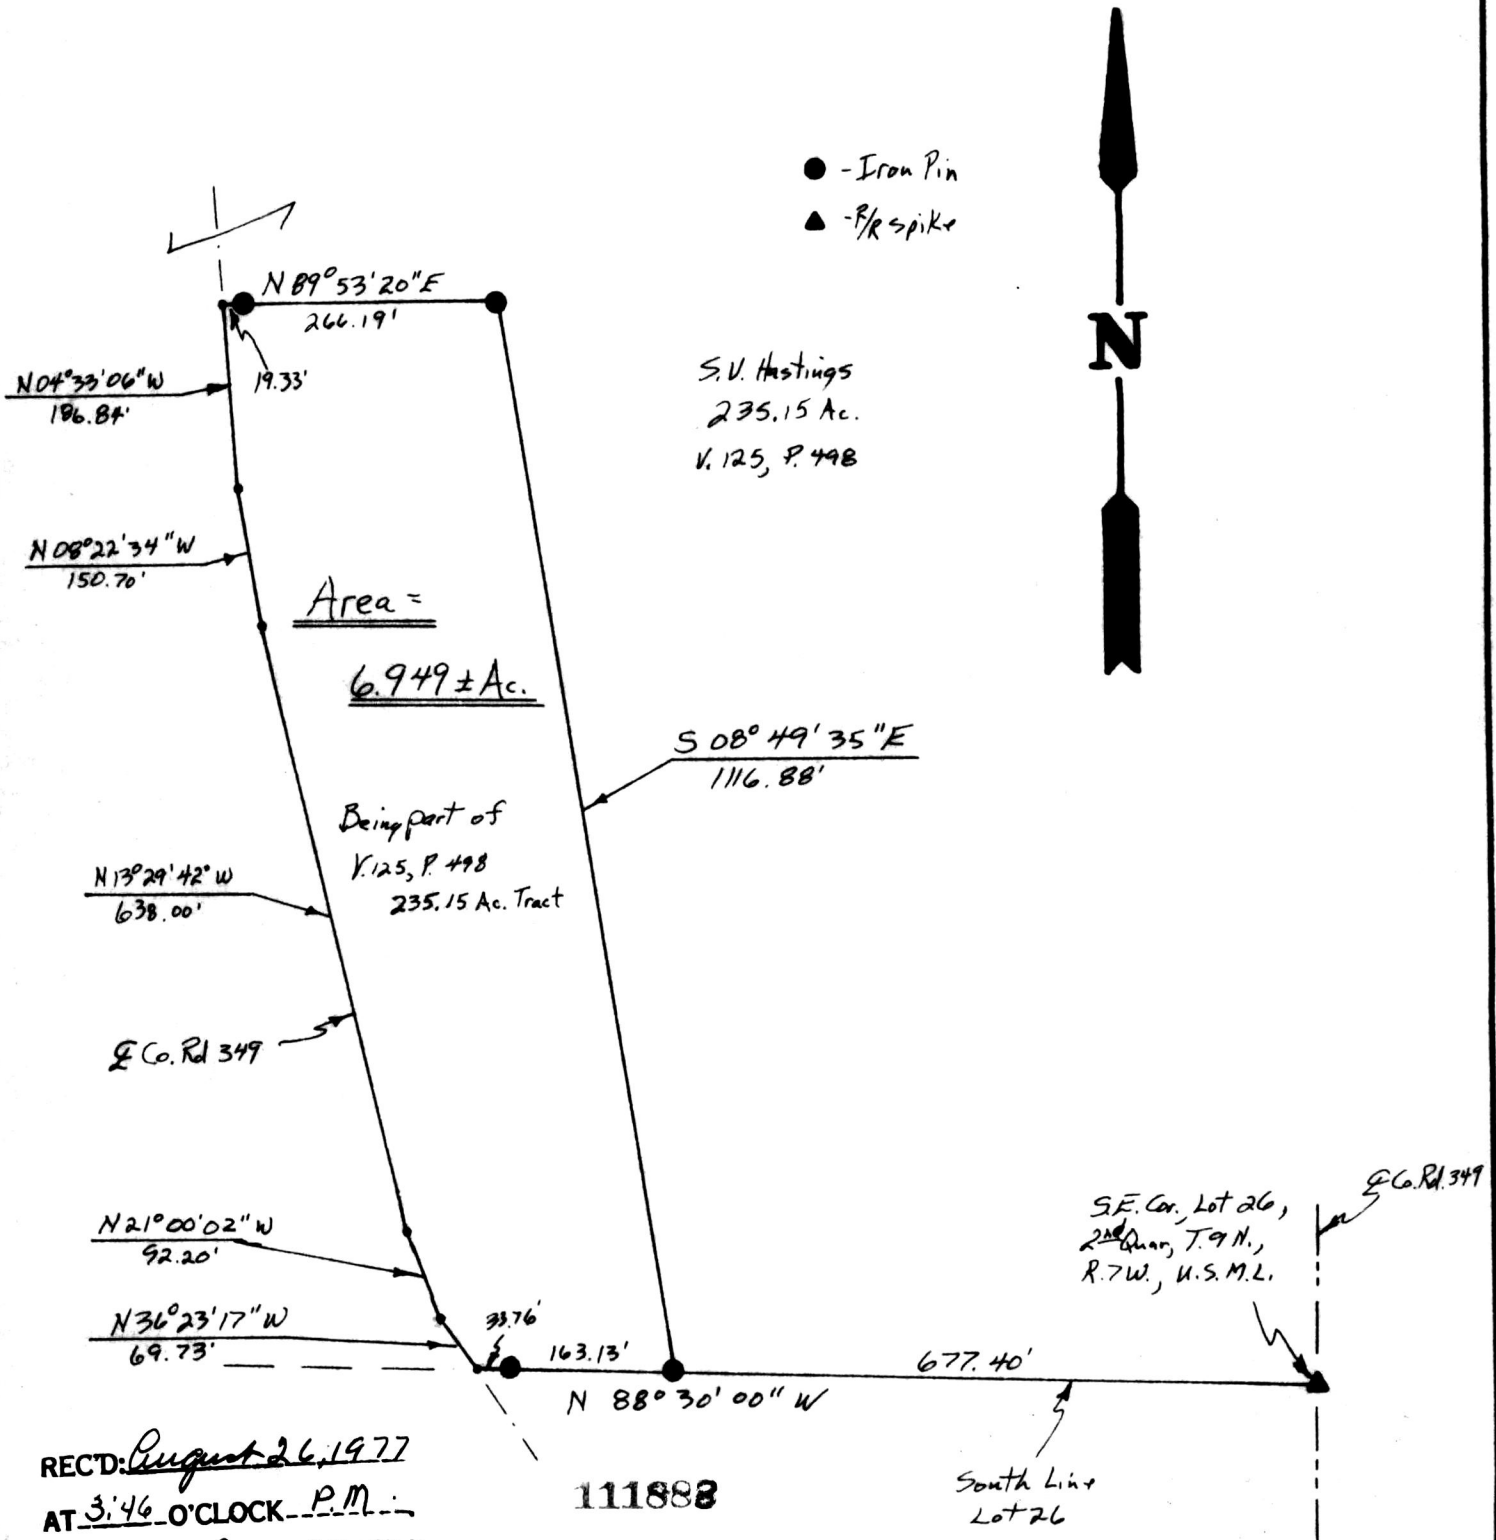 - Iron Pin
- R/R spike
N
N 89° 53' 20" E
266.19'
19.33'
N 04° 33' 06" W
186.84'
S.V. Hastings
235.15 Ac.
V. 125, P. 498
N 08° 22' 34" W
150.70'
Area =
6.949 ± Ac.
S 08° 49' 35" E
1116.88'
Being part of
V. 125, P. 498
235.15 Ac. Tract
N 13° 29' 42" W
638.00'
℄ Co. Rd 349
N 21° 00' 02" W
92.20'
N 36° 23' 17" W
69.73'
33.76'
163.13'
N 88° 30' 00" W
677.40'
S.E. Cor., Lot 26,
2nd Quar, T. 9 N.,
R. 7 W., U.S.M.L.
℄ Co. Rd. 349
South Line
Lot 26
REC'D: August 26, 1977
AT 3:46 O'CLOCK P.M.
111888